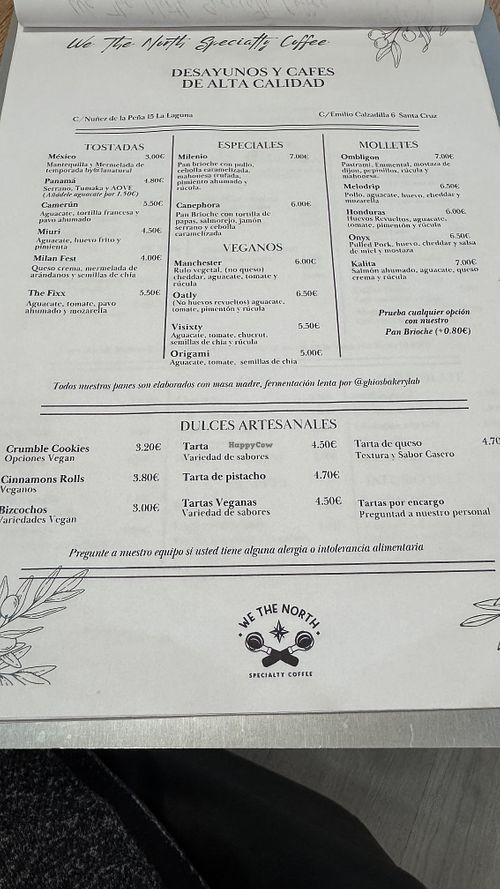 We The North Specialty Coffee
DESAYUNOS Y CAFES
DE ALTA CALIDAD
C/Nuñez de la Peña 15 La Laguna
C/Emilio Calzadilla 6 Santa Cruz
TOSTADAS
México 3.00€
Mantequilla y Mermelada de
temporada
Panamá 4.80€
Serrano, Tumaka y AOVE
(Añádele aguacate por 1.50€)
Camerún 5.50€
Aguacate, tortilla francesa y
pavo ahumado
Miuri 4.50€
Aguacate, huevo frito y
pimienta
Milan Fest 4.00€
Queso crema, mermelada de
arándanos y semillas de chia
The Fixx 5.50€
Aguacate, tomate, pavo
ahumado y mozarella
ESPECIALES
Milenio 7.00€
Pan brioche con pollo,
cebolla caramelizada,
mahonesa trufada,
pimiento ahumado y
rúcula.
Canephora 6.00€
Pan Brioche con tortilla de
papas, salmorejo, jamón
serrano y cebolla
caramelizada
VEGANOS
Manchester 6.00€
Rulo vegetal, (no queso)
cheddar, aguacate, tomate y
rúcula
Oatly 6.50€
(No huevos revueltos) aguacate,
tomate, pimentón y rúcula
Visixty 5.50€
Aguacate, tomate, chucrut,
semillas de chia y rúcula
Origami 5.00€
Aguacate, tomate, semillas de chia
MOLLETES
Ombligon 7.00€
Pastrami, Emmental, mostaza de
dijon, pepinillos, rúcula y
mahonesa.
Melodrip 6.50€
Pollo, aguacate, huevo, cheddar y
mozarella
Honduras 6.00€
Huevos Revueltos, aguacate,
tomate, pimentón y rúcula
Onyx 6.50€
Pulled Pork, huevo, cheddar y salsa
de miel y mostaza
Kalita 7.00€
Salmón ahumado, aguacate, queso
crema y rúcula
Prueba cualquier opción
con nuestro
Pan Brioche (+0.80€)
Todos nuestros panes son elaborados con masa madre, fermentación lenta por @ghiosbakerylab
DULCES ARTESANALES
Crumble Cookies 3.20€
Opciones Vegan
Cinnamons Rolls 3.80€
Veganos
Bizcochos 3.00€
Variedades Vegan
Tarta 4.50€
HappyCow
Variedad de sabores
Tarta de pistacho 4.70€
Tartas Veganas 4.50€
Variedad de sabores
Tarta de queso 4.70
Textura y Sabor Casero
Tartas por encargo
Preguntad a nuestro personal
Pregunte a nuestro equipo si usted tiene alguna alergia o intolerancia alimentaria
WE THE NORTH
SPECIALTY COFFEE